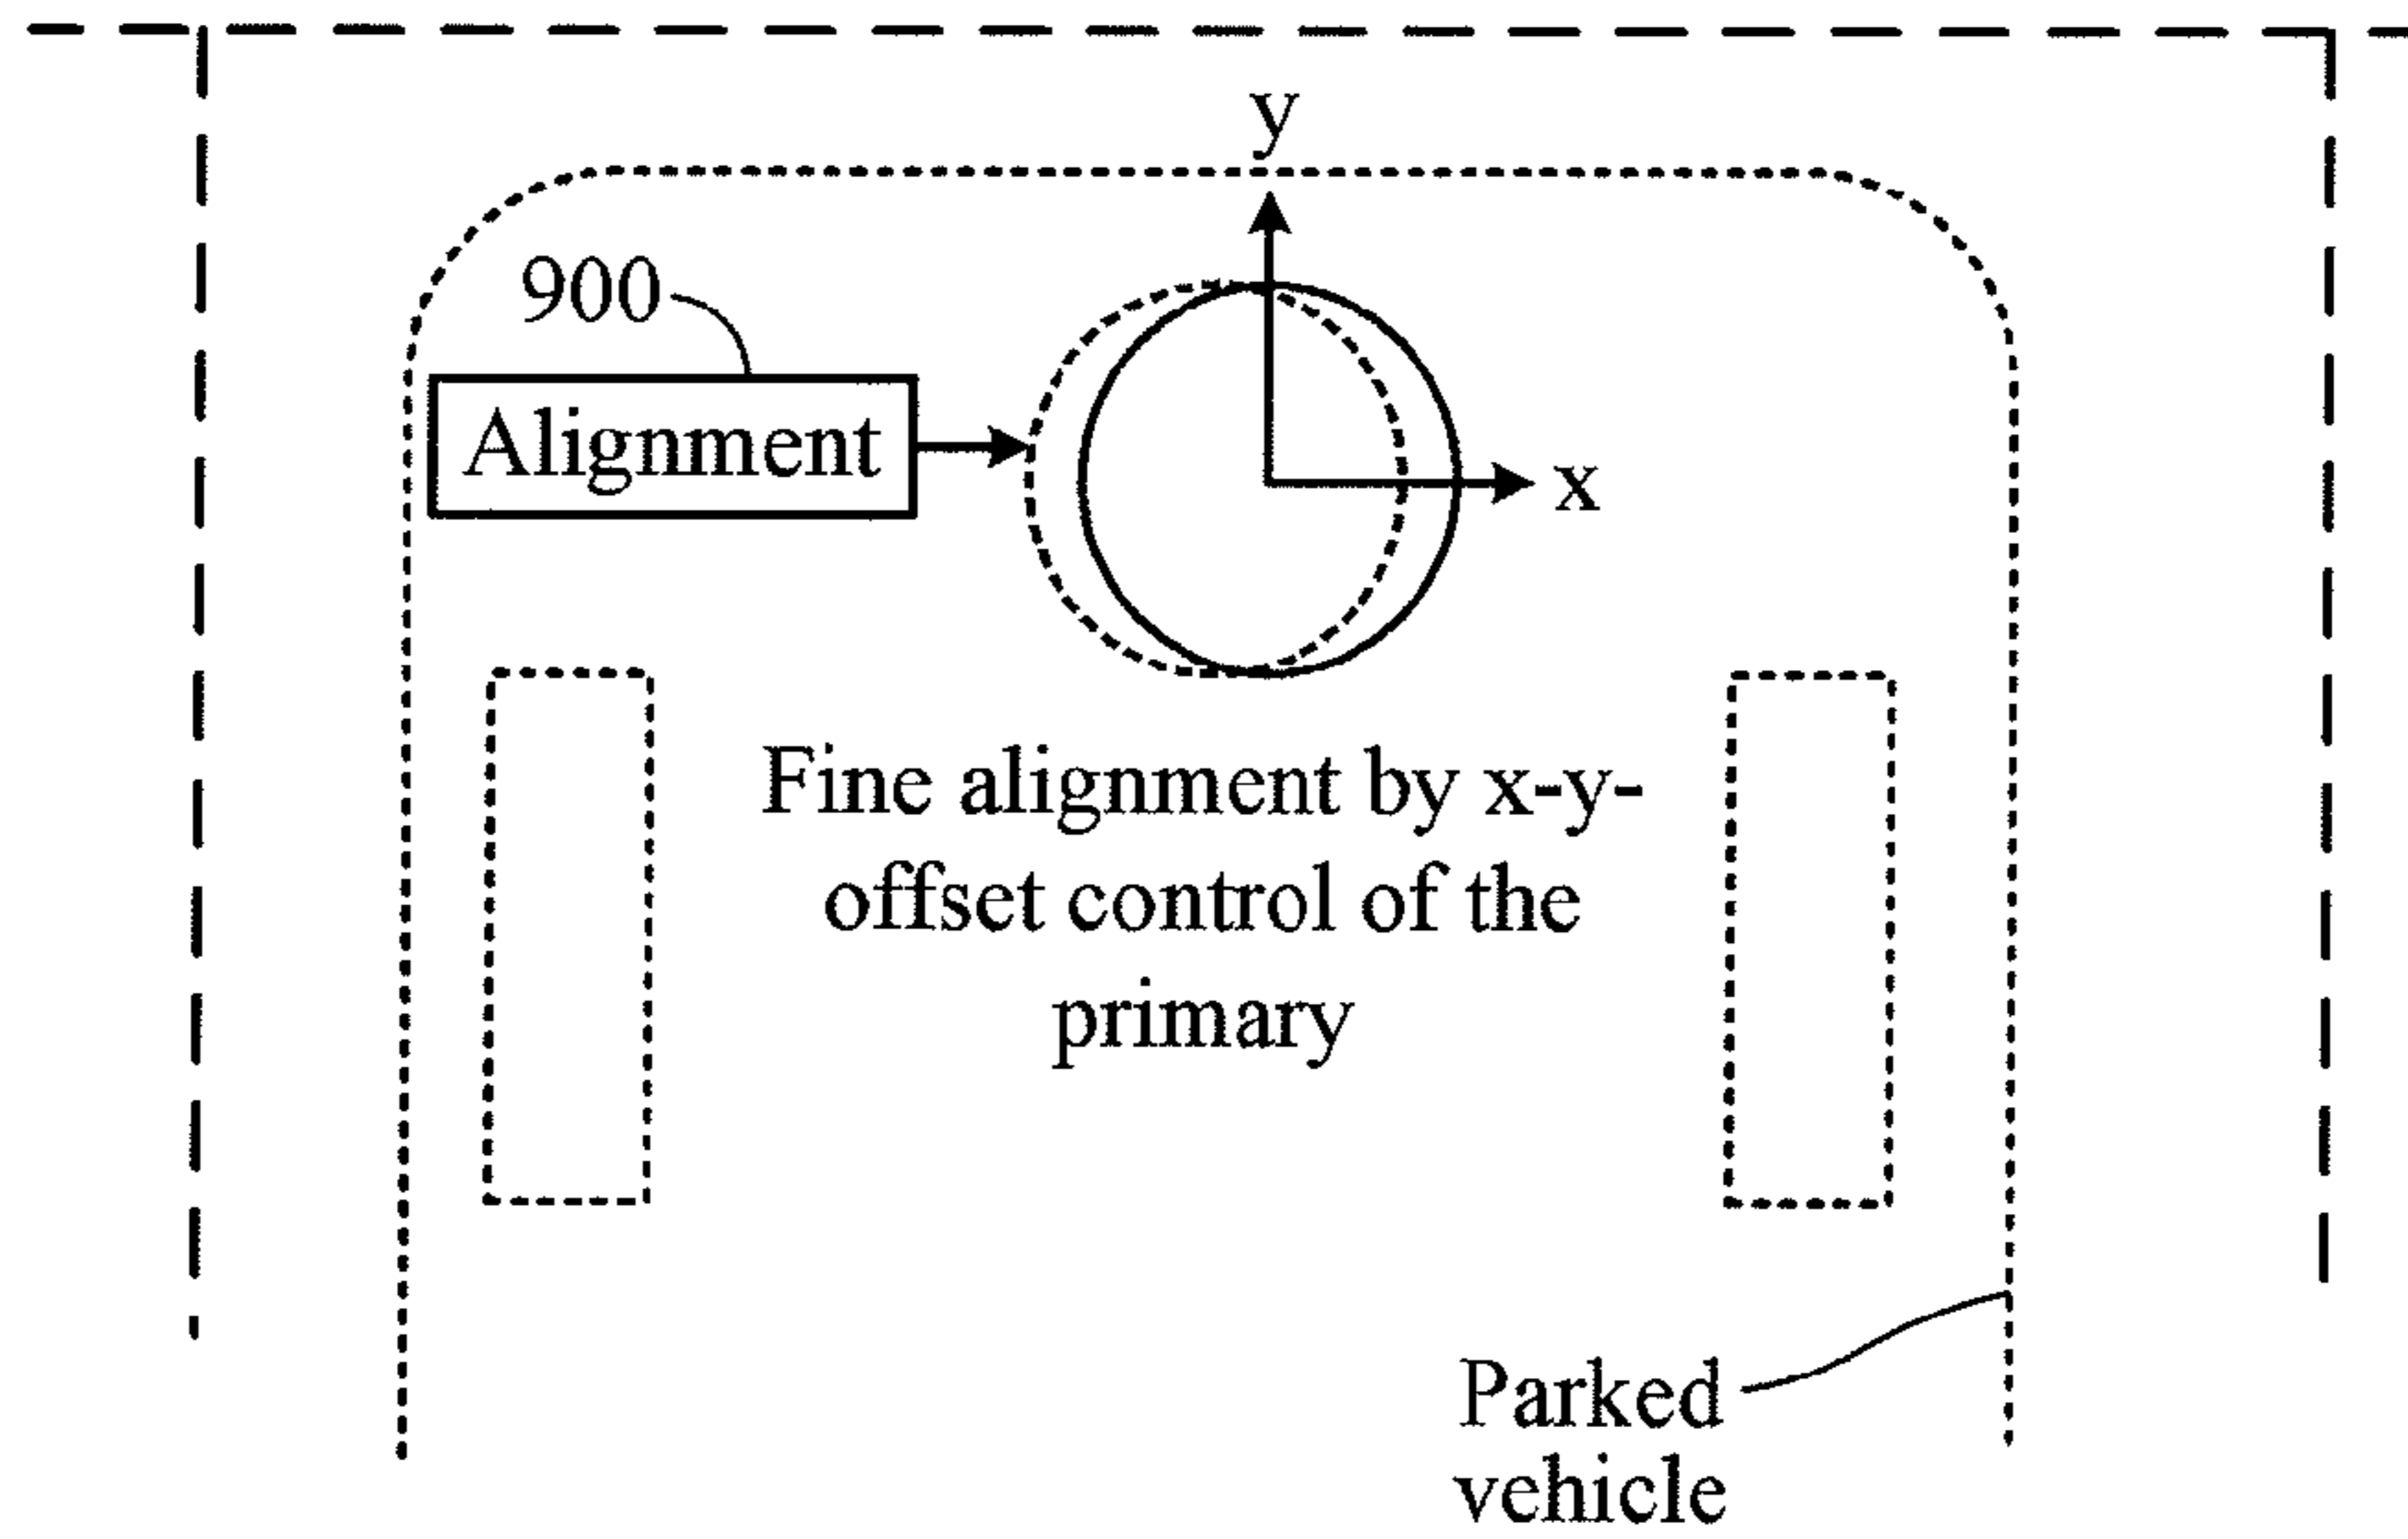 y
900
Alignment
x
Fine alignment by x-y-
offset control of the
primary
Parked
vehicle